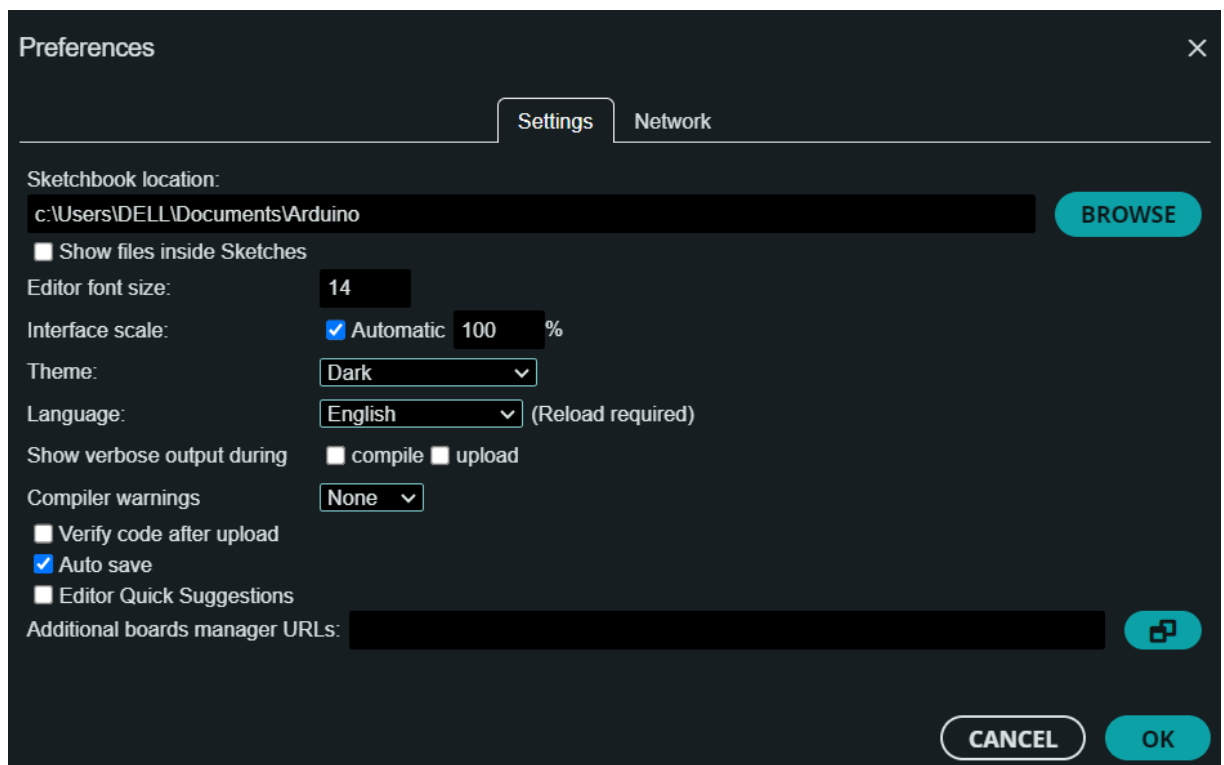 Preferences
Settings Network
Sketchbook location:
c:\Users\DELL\Documents\Arduino
BROWSE
Show files inside Sketches
Editor font size: 14
Interface scale: Automatic 100 %
Theme: Dark
Language: English (Reload required)
Show verbose output during compile upload
Compiler warnings None
Verify code after upload
Auto save
Editor Quick Suggestions
Additional boards manager URLs:
CANCEL OK